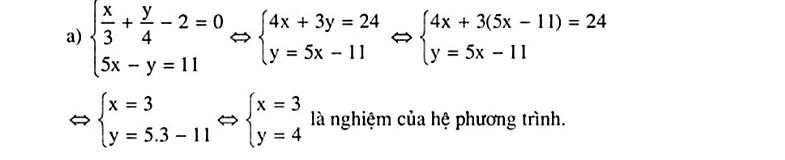 a) { x/3 + y/4 − 2 = 0 ; 5x − y = 11 ⇔ { 4x + 3y = 24 ; y = 5x − 11 ⇔ { 4x + 3(5x − 11) = 24 ; y = 5x − 11
⇔ { x = 3 ; y = 5.3 − 11 ⇔ { x = 3 ; y = 4 là nghiệm của hệ phương trình.